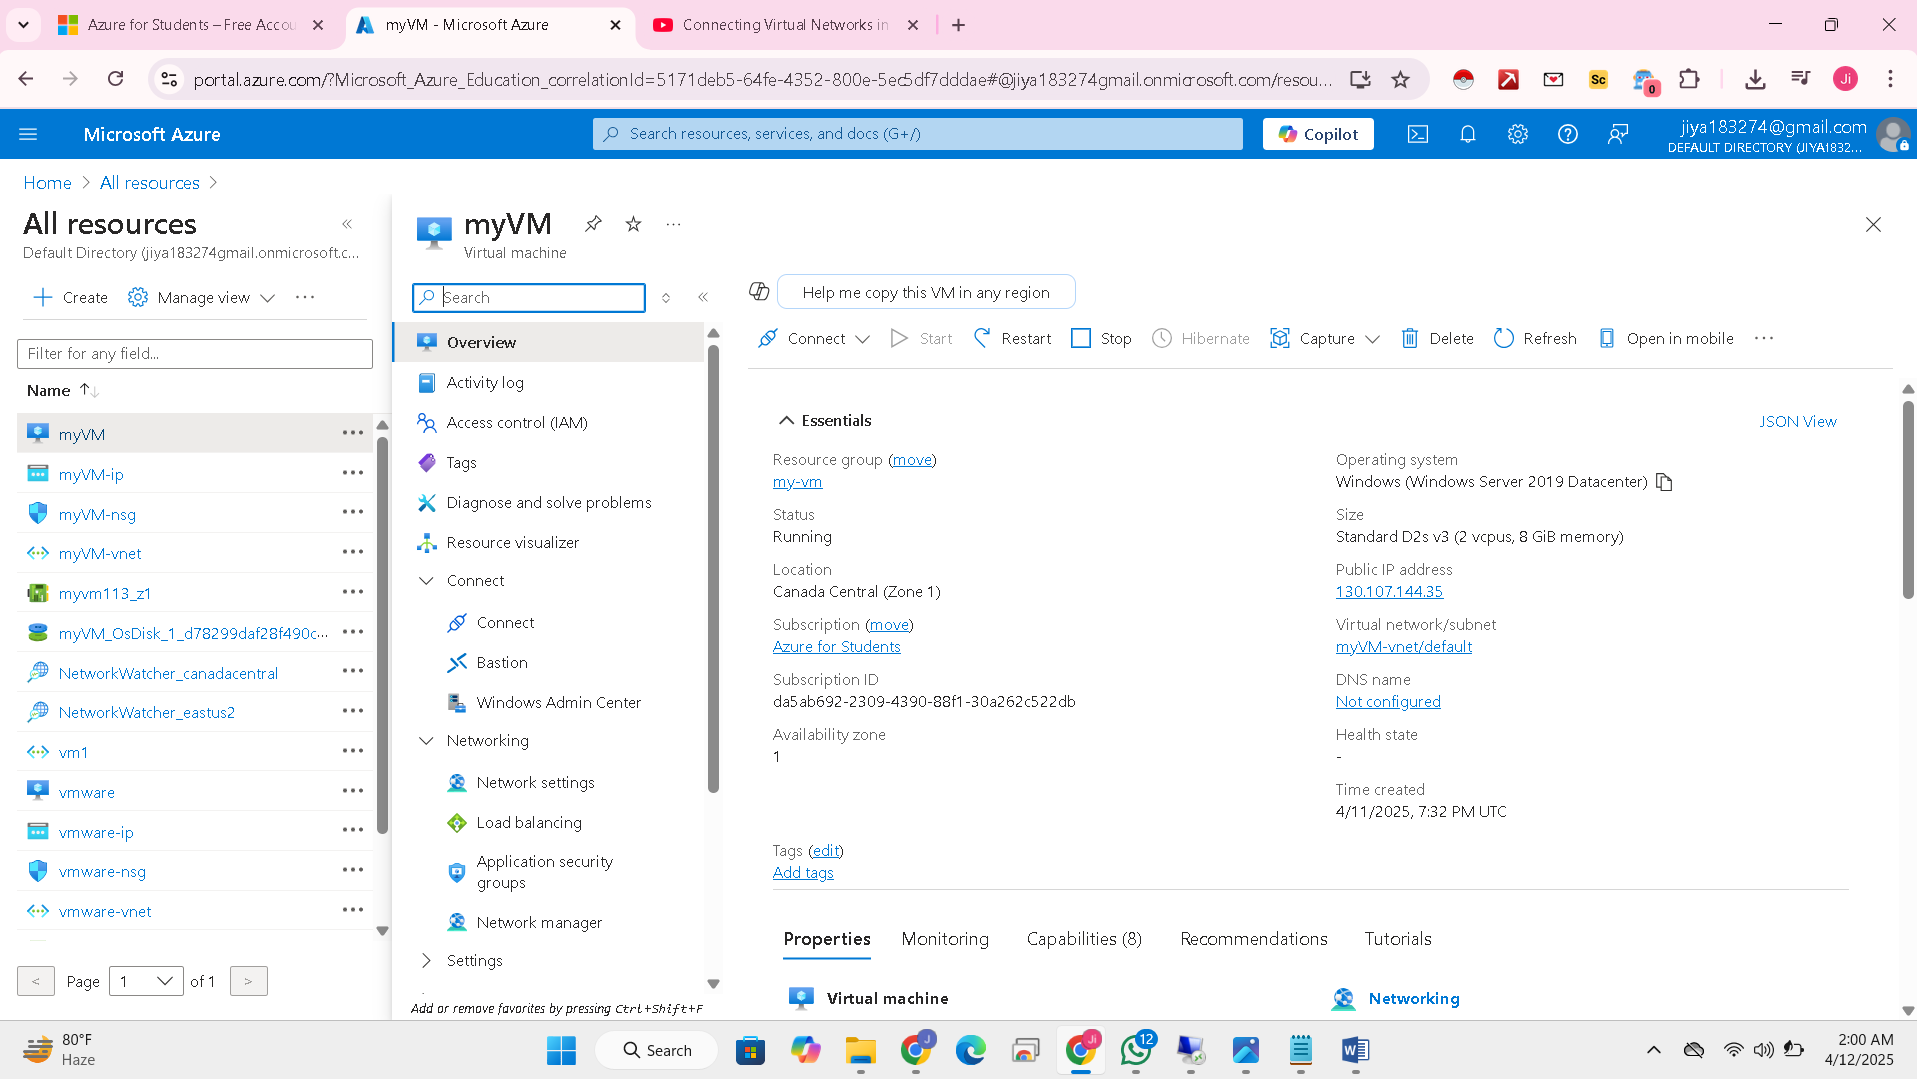 Azure for Students – Free Accou
myVM - Microsoft Azure
Connecting Virtual Networks in
portal.azure.com/?Microsoft_Azure_Education_correlationId=5171deb5-64fe-4352-800e-5ec5df7dddae#@jiya183274gmail.onmicrosoft.com/resou...
Sc
0
Ji
Microsoft Azure
Search resources, services, and docs (G+/)
Copilot
jiya183274@gmail.com
DEFAULT DIRECTORY (JIYA1832...
Home > All resources >
All resources
Default Directory (jiya183274gmail.onmicrosoft.c...
Create
Manage view
Filter for any field...
Name
myVM
myVM-ip
myVM-nsg
myVM-vnet
myvm113_z1
myVM_OsDisk_1_d78299daf28f490c...
NetworkWatcher_canadacentral
NetworkWatcher_eastus2
vm1
vmware
vmware-ip
vmware-nsg
vmware-vnet
< Page 1 of 1 >
myVM
Virtual machine
Search
Overview
Activity log
Access control (IAM)
Tags
Diagnose and solve problems
Resource visualizer
Connect
Connect
Bastion
Windows Admin Center
Networking
Network settings
Load balancing
Application security
groups
Network manager
Settings
Add or remove favorites by pressing Ctrl+Shift+F
Help me copy this VM in any region
Connect
Start
Restart
Stop
Hibernate
Capture
Delete
Refresh
Open in mobile
Essentials
JSON View
Resource group (move)
my-vm
Status
Running
Location
Canada Central (Zone 1)
Subscription (move)
Azure for Students
Subscription ID
da5ab692-2309-4390-88f1-30a262c522db
Availability zone
1
Operating system
Windows (Windows Server 2019 Datacenter)
Size
Standard D2s v3 (2 vcpus, 8 GiB memory)
Public IP address
130.107.144.35
Virtual network/subnet
myVM-vnet/default
DNS name
Not configured
Health state
-
Time created
4/11/2025, 7:32 PM UTC
Tags (edit)
Add tags
Properties
Monitoring
Capabilities (8)
Recommendations
Tutorials
Virtual machine
Networking
80°F
Haze
Search
J
Ji
12
2:00 AM
4/12/2025